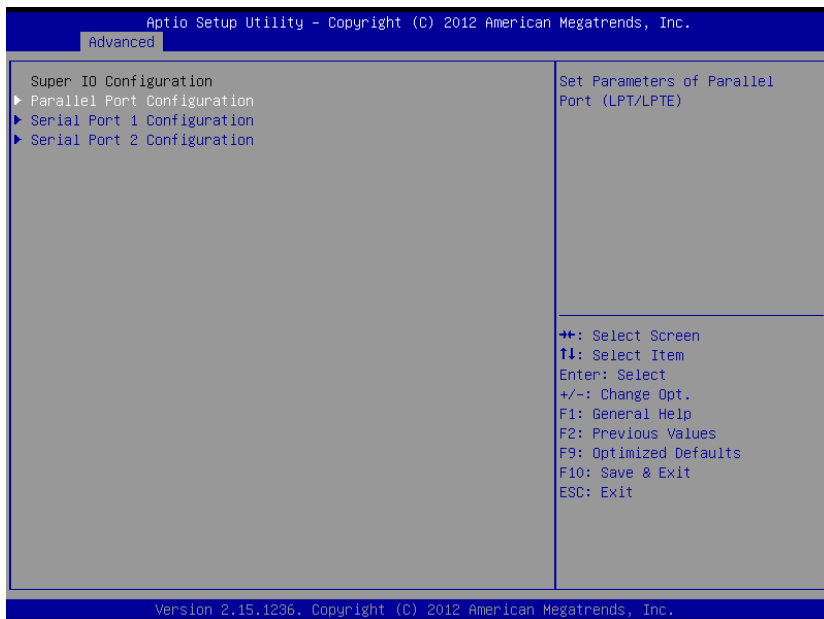 Aptio Setup Utility – Copyright (C) 2012 American Megatrends, Inc.
Advanced
Super IO Configuration
▶ Parallel Port Configuration
▶ Serial Port 1 Configuration
▶ Serial Port 2 Configuration
Set Parameters of Parallel
Port (LPT/LPTE)
→←: Select Screen
↑↓: Select Item
Enter: Select
+/-: Change Opt.
F1: General Help
F2: Previous Values
F9: Optimized Defaults
F10: Save & Exit
ESC: Exit
Version 2.15.1236. Copyright (C) 2012 American Megatrends, Inc.